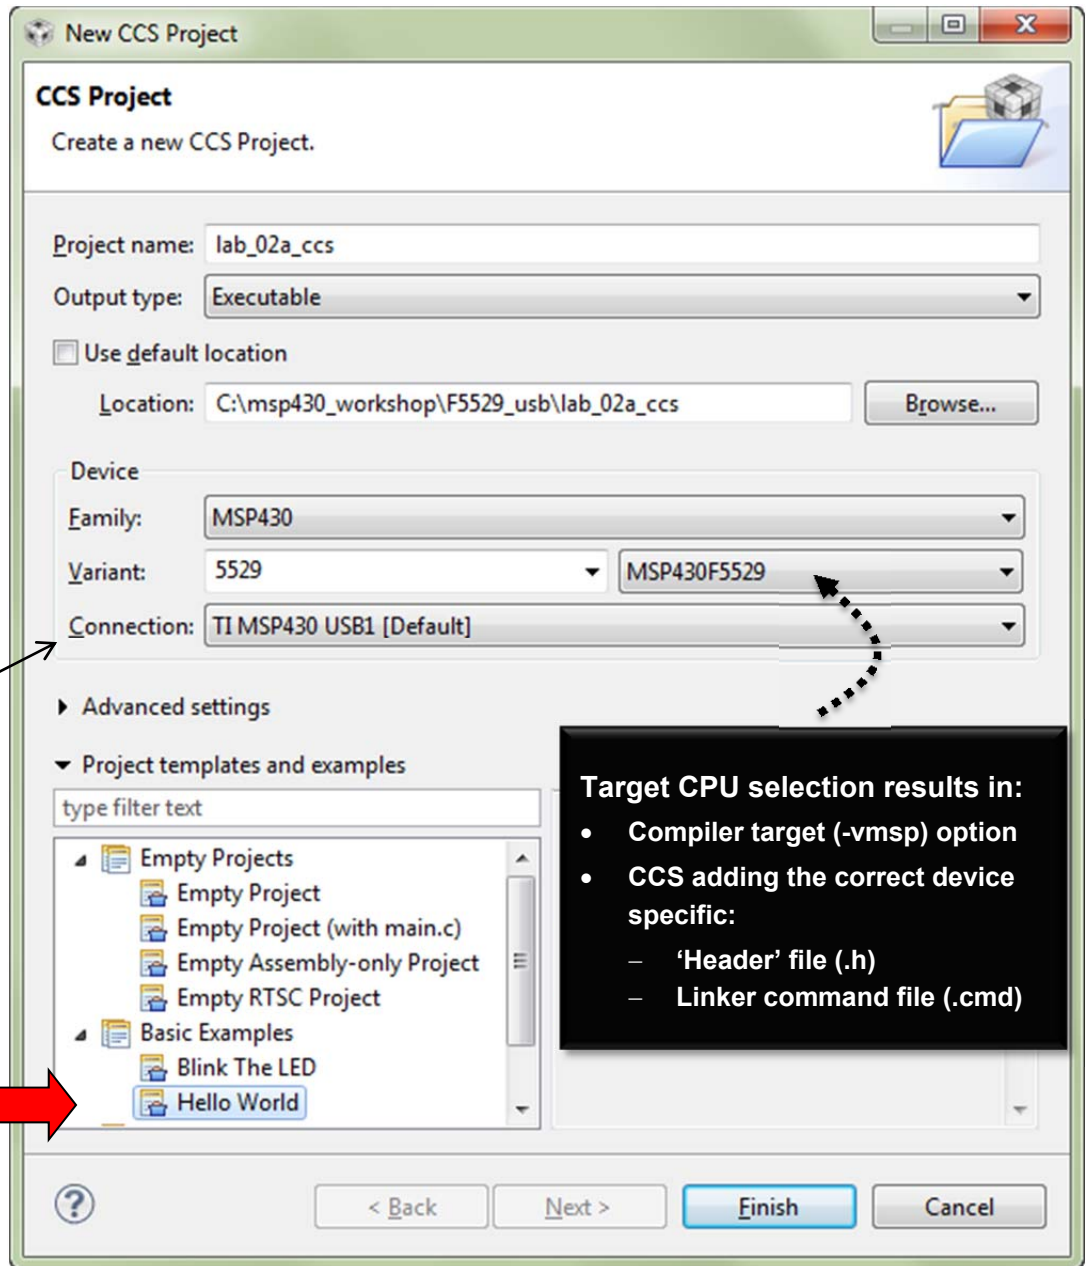 New CCS Project
CCS Project
Create a new CCS Project.
Project name: lab_02a_ccs
Output type: Executable
Use default location
Location: C:\msp430_workshop\F5529_usb\lab_02a_ccs Browse...
Device
Family: MSP430
Variant: 5529 MSP430F5529
Connection: TI MSP430 USB1 [Default]
Advanced settings
Project templates and examples
type filter text
Empty Projects
Empty Project
Empty Project (with main.c)
Empty Assembly-only Project
Empty RTSC Project
Basic Examples
Blink The LED
Hello World
Target CPU selection results in:
• Compiler target (-vmsp) option
• CCS adding the correct device
specific:
– ‘Header’ file (.h)
– Linker command file (.cmd)
? < Back Next > Finish Cancel